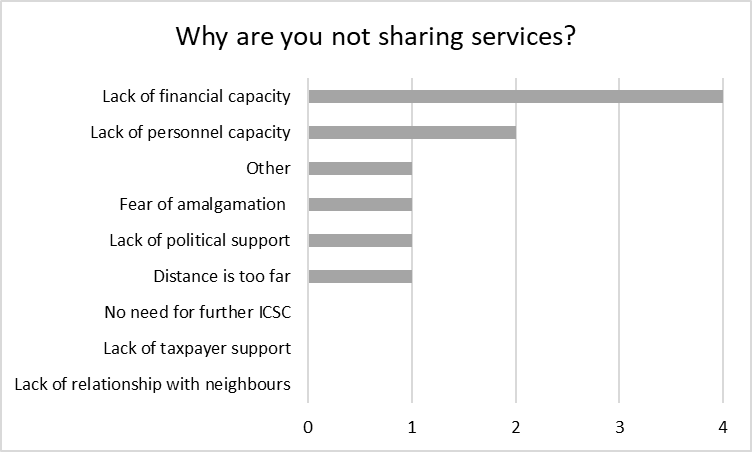 Why are you not sharing services?
Lack of financial capacity
Lack of personnel capacity
Other
Fear of amalgamation
Lack of political support
Distance is too far
No need for further ICSC
Lack of taxpayer support
Lack of relationship with neighbours
0 1 2 3 4